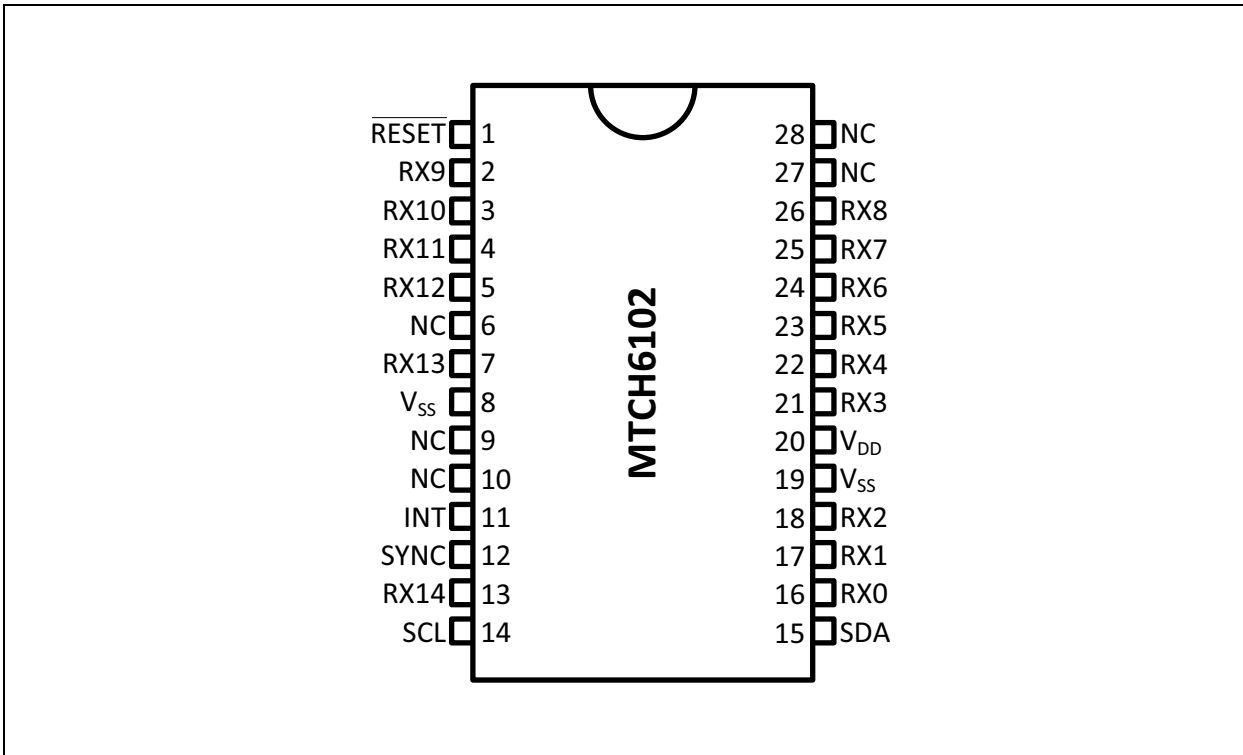 RESET 1 28 NC
RX9 2 27 NC
RX10 3 26 RX8
RX11 4 25 RX7
RX12 5 24 RX6
NC 6 23 RX5
RX13 7 22 RX4
VSS 8 21 RX3
NC 9 20 VDD
NC 10 19 VSS
INT 11 18 RX2
SYNC 12 17 RX1
RX14 13 16 RX0
SCL 14 15 SDA
MTCH6102